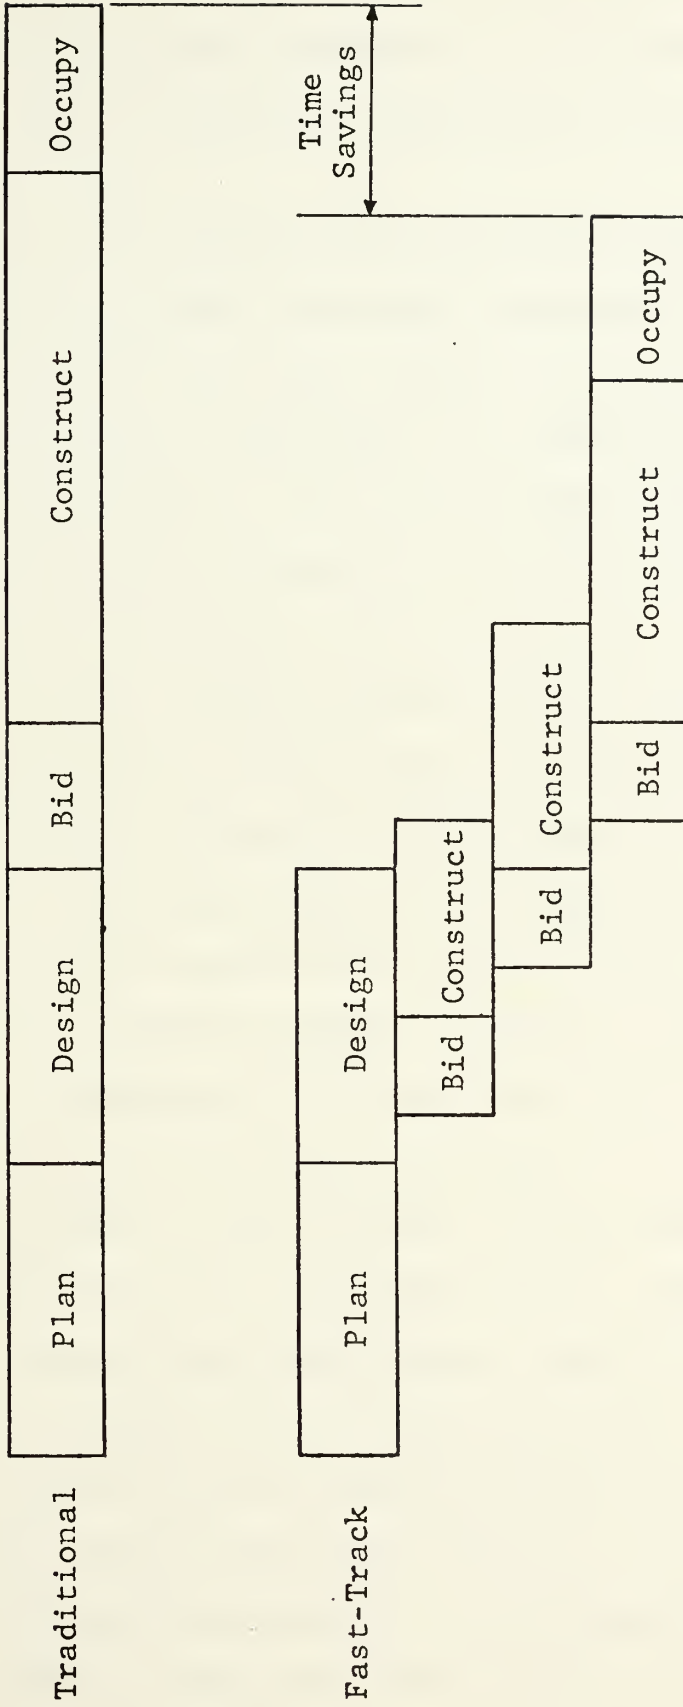 Traditional
Plan
Design
Bid
Construct
Occupy
Time
Savings
Fast-Track
Plan
Design
Bid
Construct
Bid
Construct
Bid
Construct
Occupy